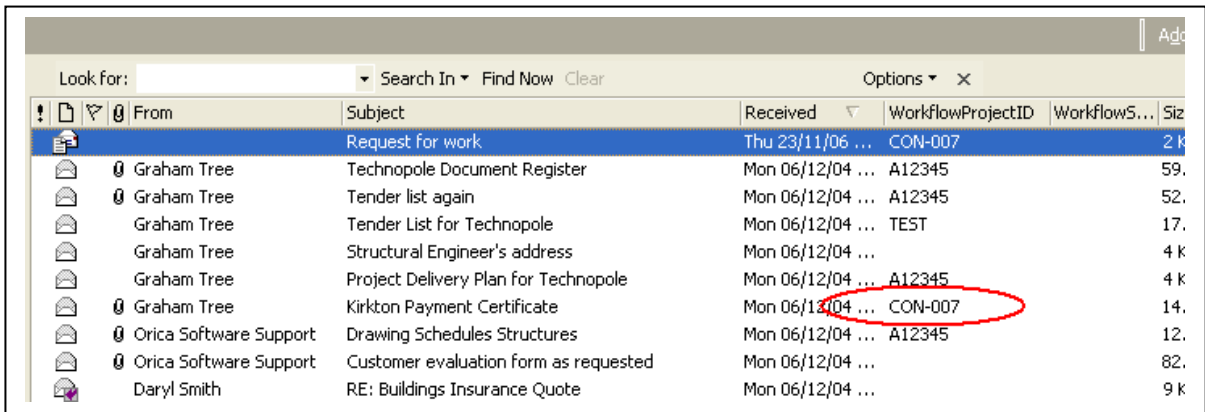 Add
Look for: Search In Find Now Clear Options ×
! From Subject Received WorkflowProjectID WorkflowS... Siz
Request for work Thu 23/11/06 ... CON-007 2 K
Graham Tree Technopole Document Register Mon 06/12/04 ... A12345 59.
Graham Tree Tender list again Mon 06/12/04 ... A12345 52.
Graham Tree Tender List for Technopole Mon 06/12/04 ... TEST 17.
Graham Tree Structural Engineer's address Mon 06/12/04 ... 4 K
Graham Tree Project Delivery Plan for Technopole Mon 06/12/04 ... A12345 4 K
Graham Tree Kirkton Payment Certificate Mon 06/12/04 ... CON-007 14.
Orica Software Support Drawing Schedules Structures Mon 06/12/04 ... A12345 12.
Orica Software Support Customer evaluation form as requested Mon 06/12/04 ... 82.
Daryl Smith RE: Buildings Insurance Quote Mon 06/12/04 ... 9 K